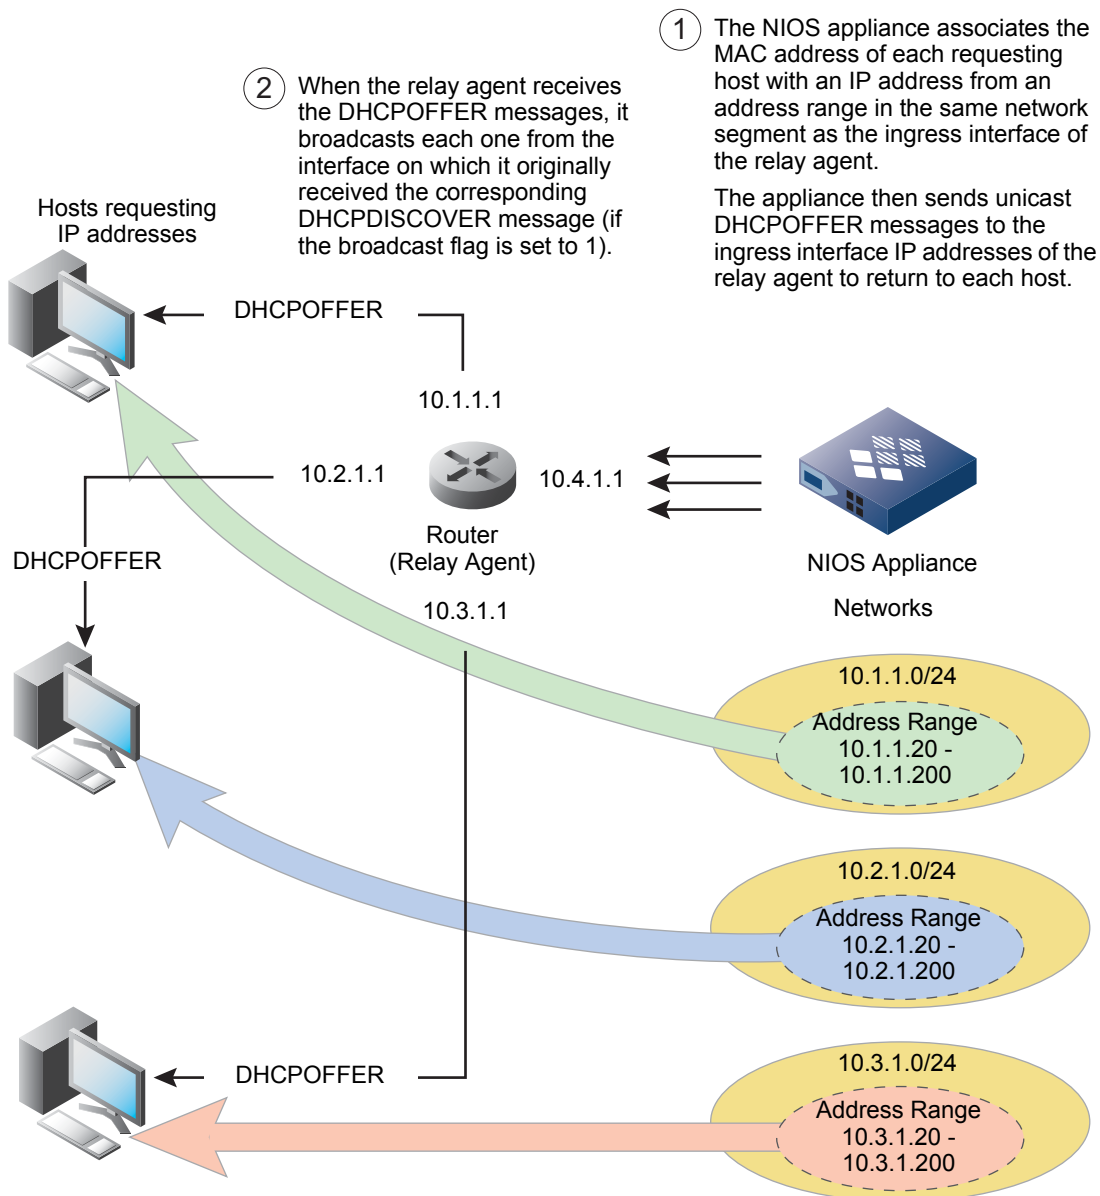 1
The NIOS appliance associates the
MAC address of each requesting
host with an IP address from an
address range in the same network
segment as the ingress interface of
the relay agent.
The appliance then sends unicast
DHCPOFFER messages to the
ingress interface IP addresses of the
relay agent to return to each host.
2
When the relay agent receives
the DHCPOFFER messages, it
broadcasts each one from the
interface on which it originally
received the corresponding
DHCPDISCOVER message (if
the broadcast flag is set to 1).
Hosts requesting
IP addresses
DHCPOFFER
10.1.1.1
10.2.1.1
10.4.1.1
Router
(Relay Agent)
DHCPOFFER
NIOS Appliance
10.3.1.1
Networks
10.1.1.0/24
Address Range
10.1.1.20 -
10.1.1.200
10.2.1.0/24
Address Range
10.2.1.20 -
10.2.1.200
DHCPOFFER
10.3.1.0/24
Address Range
10.3.1.20 -
10.3.1.200